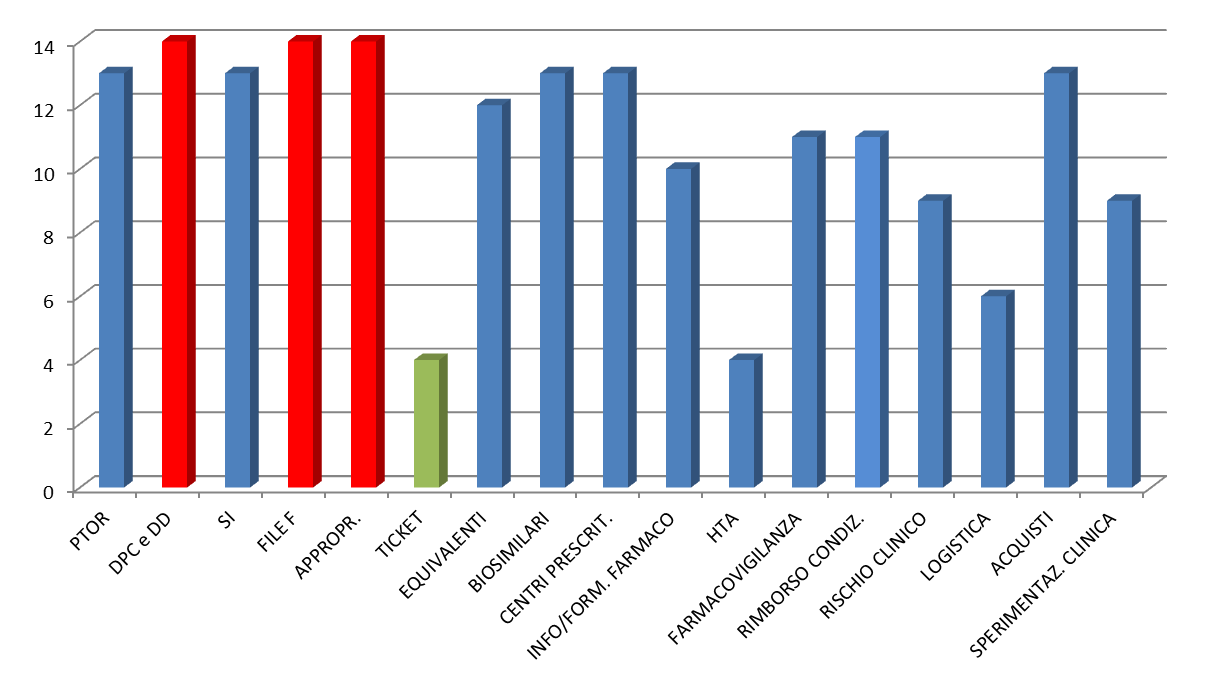 14
12
10
8
6
4
2
0
PTOR
DPC e DD
SI
FILE F
APPROPR.
TICKET
EQUIVALENTI
BIOSIMILARI
CENTRI PRESCRIT.
INFO/FORM. FARMACO
HTA
FARMACOVIGILANZA
RIMBORSO CONDIZ.
RISCHIO CLINICO
LOGISTICA
ACQUISTI
SPERIMENTAZ. CLINICA